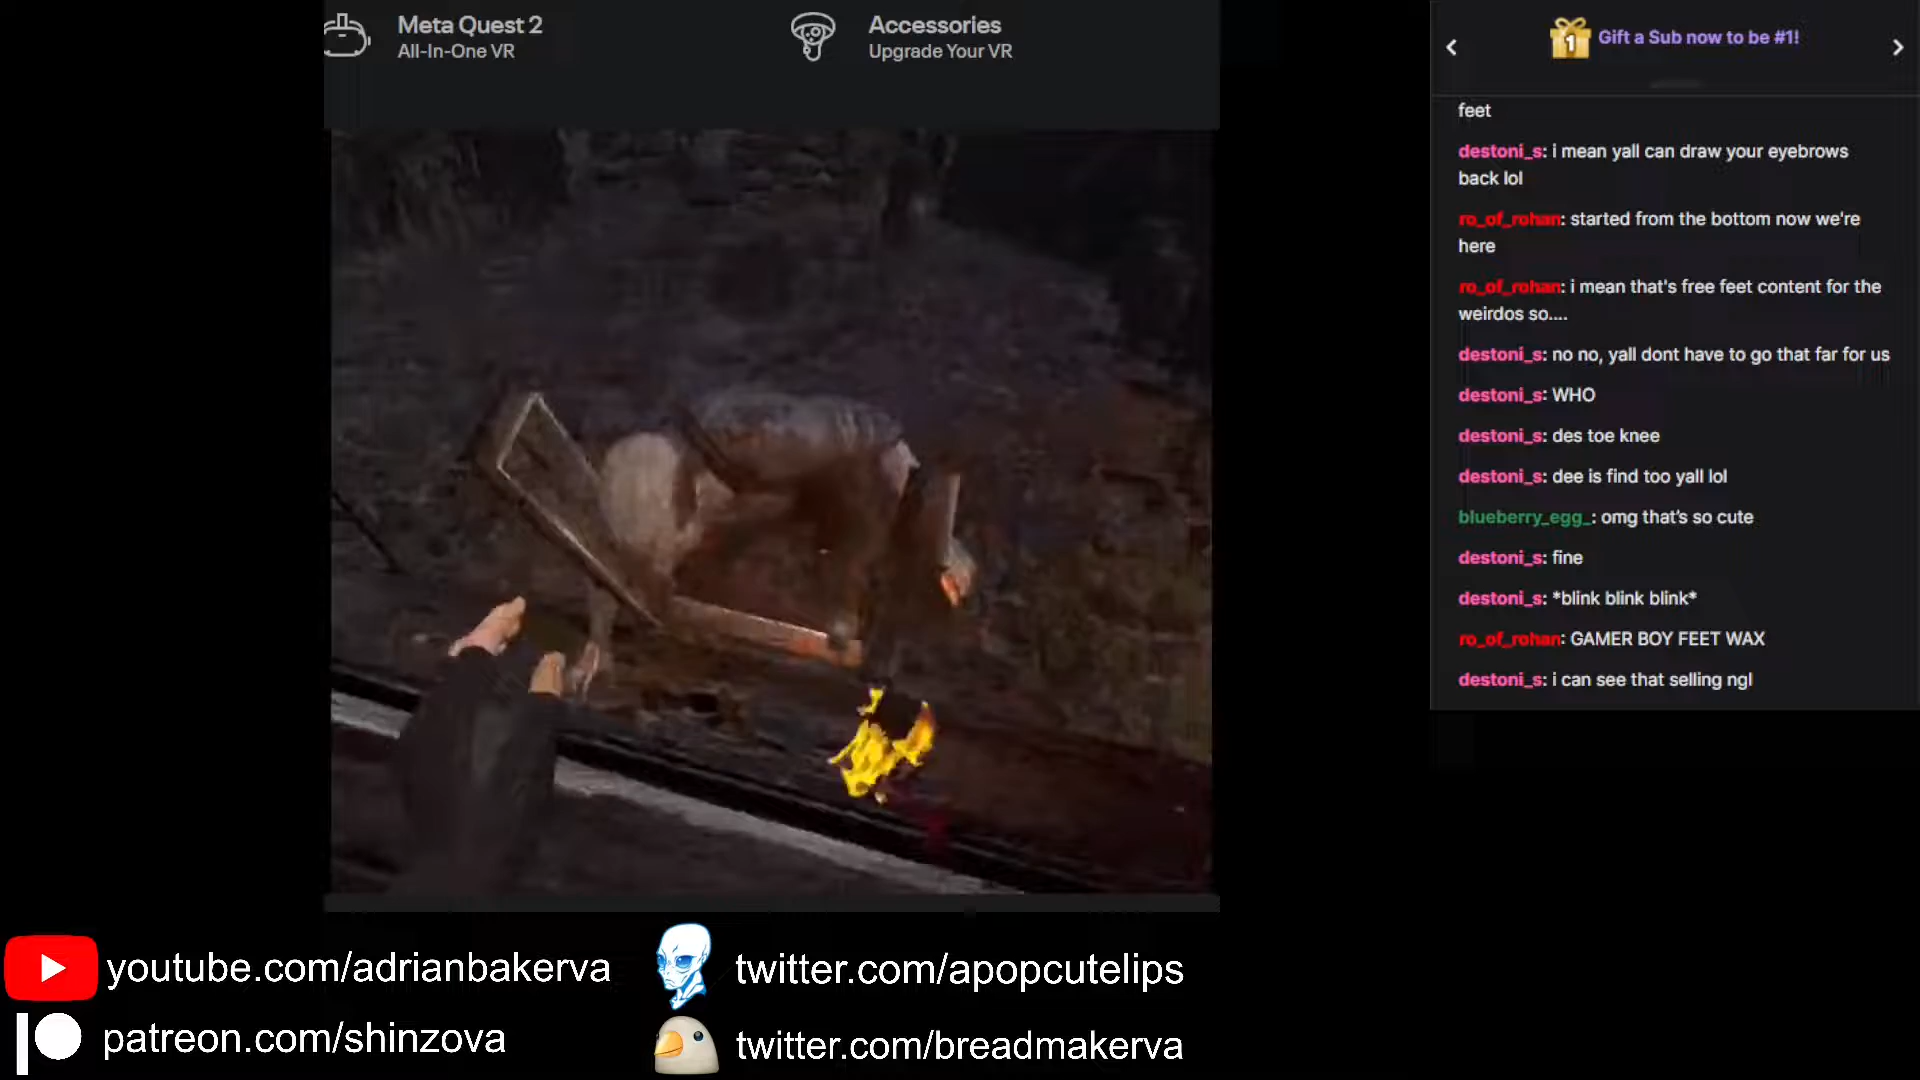 Meta Quest 2
All-In-One VR
Accessories
Upgrade Your VR
1 Gift a Sub now to be #1!
feet
destoni_s: i mean yall can draw your eyebrows
back lol
ro_of_rohan: started from the bottom now we're
here
ro_of_rohan: i mean that's free feet content for the
weirdos so....
destoni_s: no no, yall dont have to go that far for us
destoni_s: WHO
destoni_s: des toe knee
destoni_s: dee is find too yall lol
blueberry_egg_: omg that's so cute
destoni_s: fine
destoni_s: *blink blink blink*
ro_of_rohan: GAMER BOY FEET WAX
destoni_s: i can see that selling ngl
youtube.com/adrianbakerva
twitter.com/apopcutelips
patreon.com/shinzova
twitter.com/breadmakerva